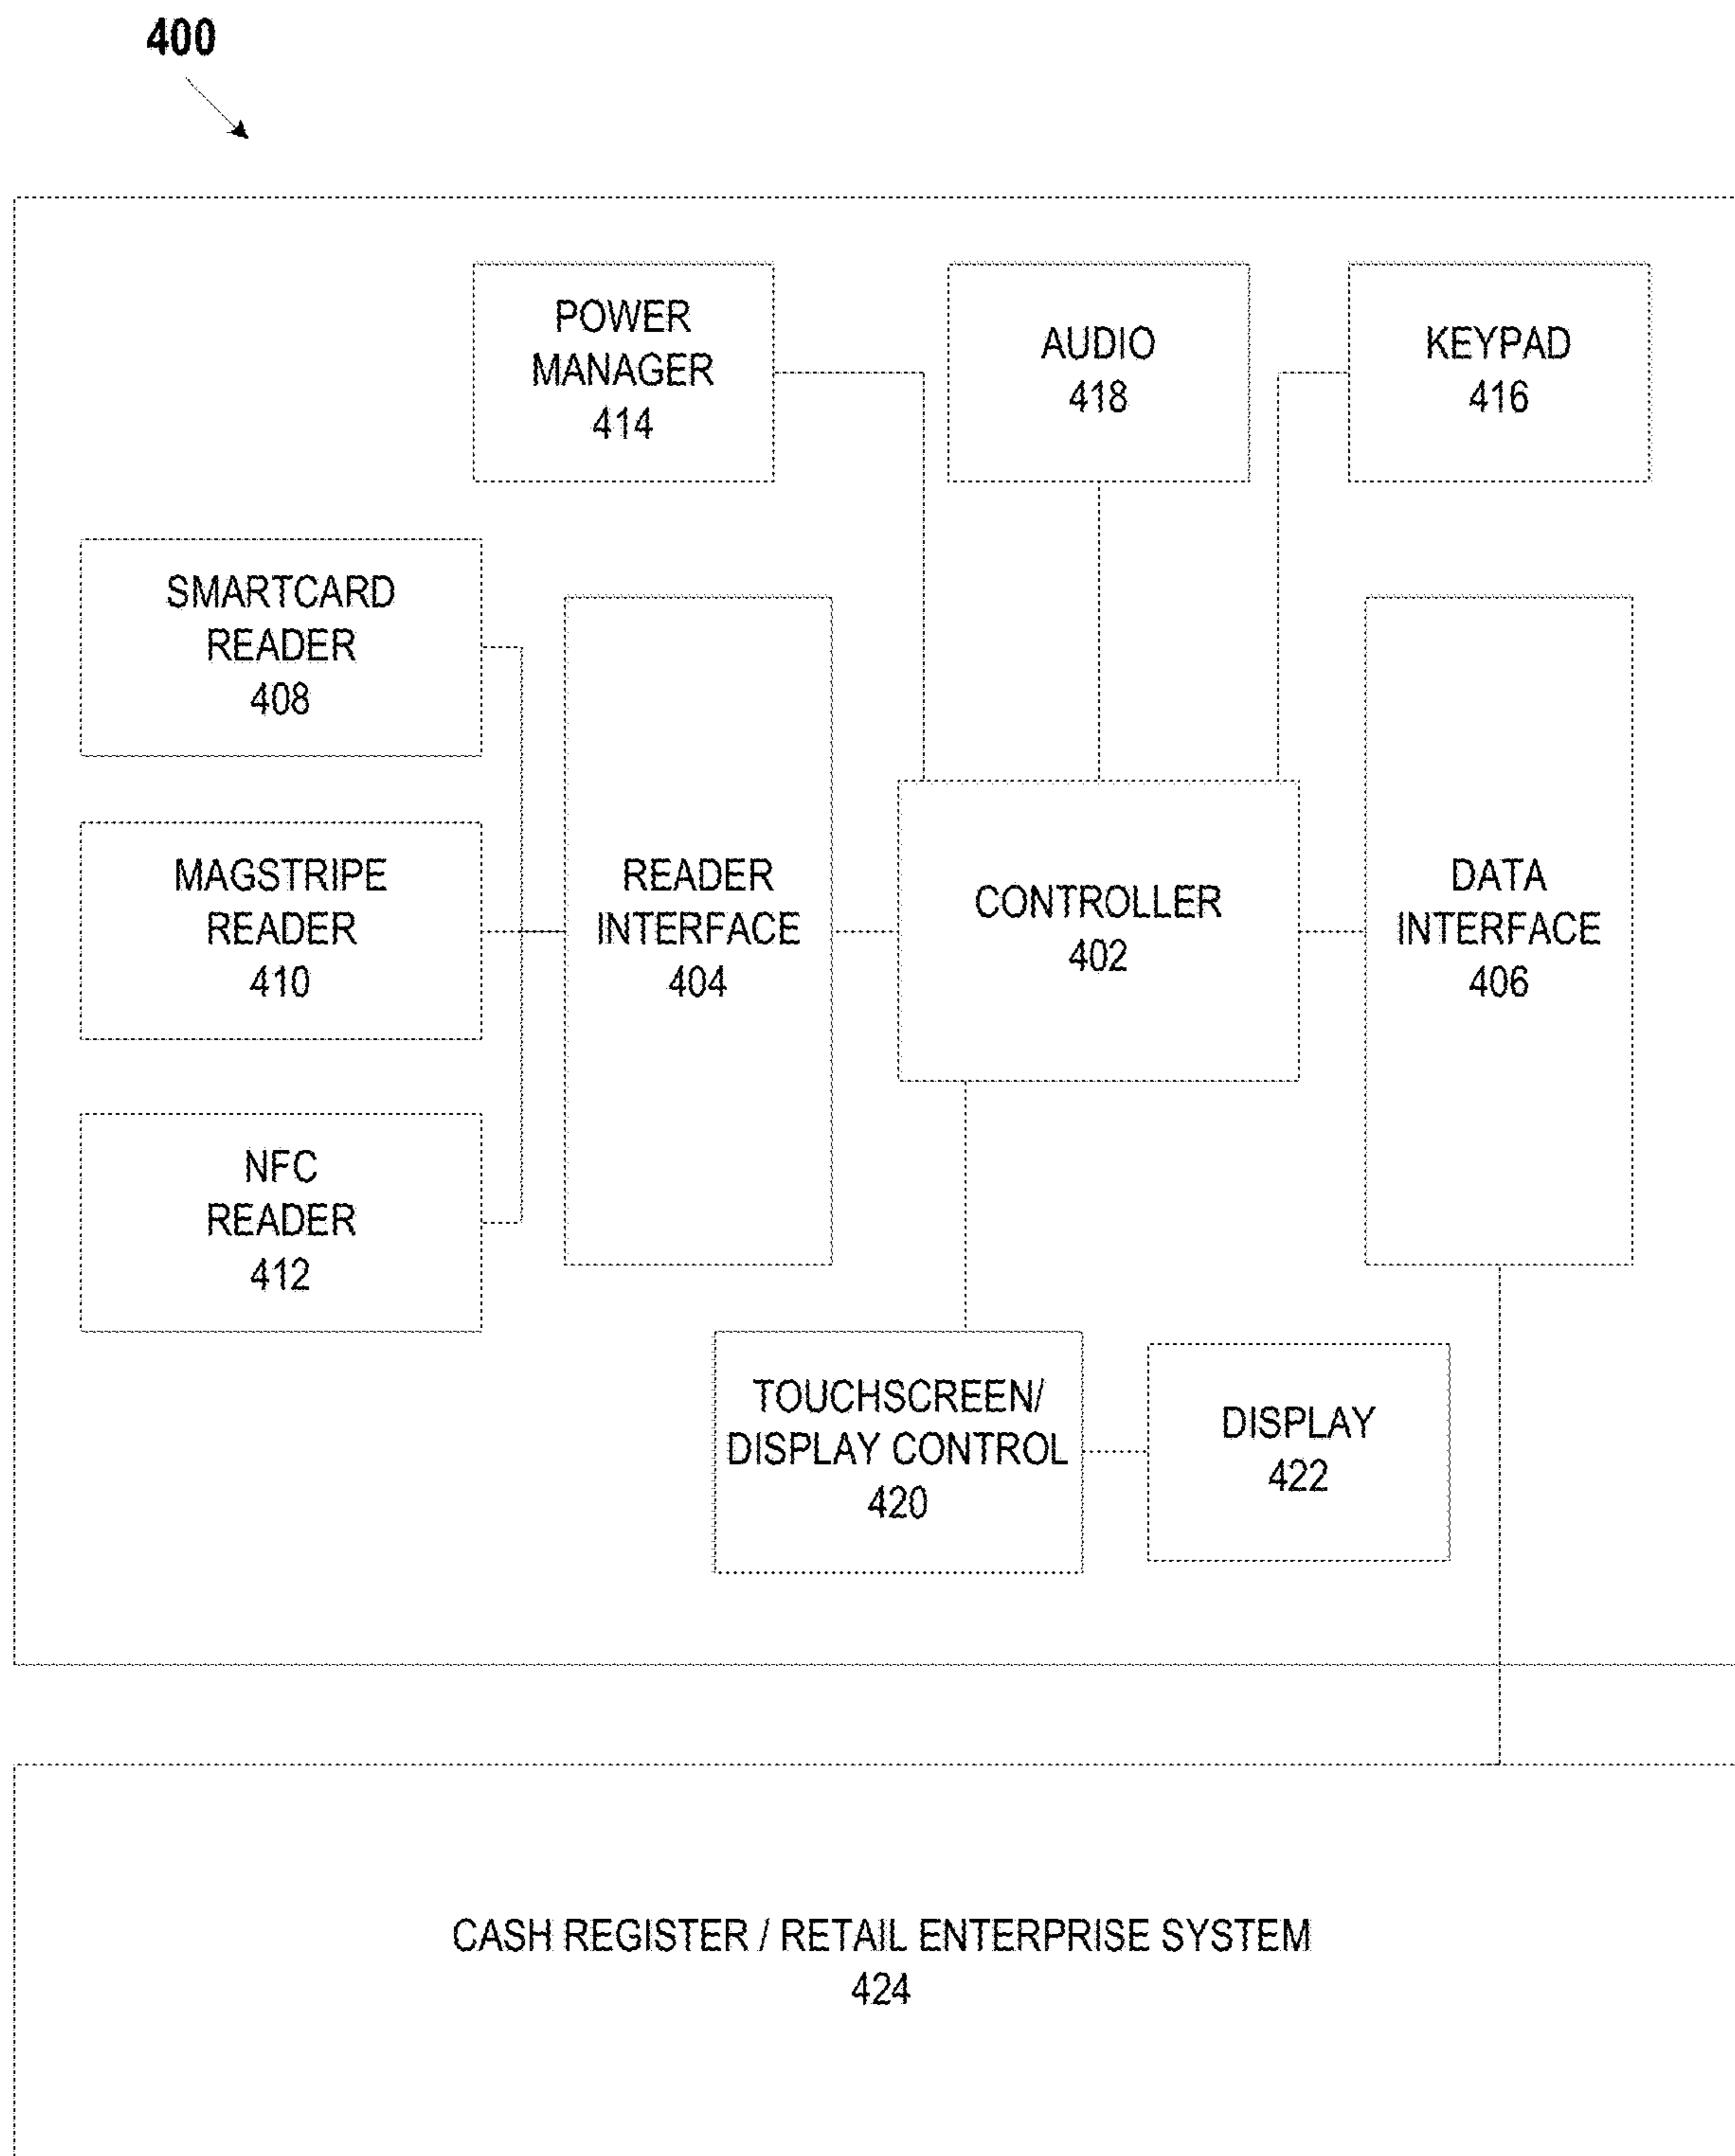 400
POWER
MANAGER
414
AUDIO
418
KEYPAD
416
SMARTCARD
READER
408
MAGSTRIPE
READER
410
NFC
READER
412
READER
INTERFACE
404
CONTROLLER
402
DATA
INTERFACE
406
TOUCHSCREEN/
DISPLAY CONTROL
420
DISPLAY
422
CASH REGISTER / RETAIL ENTERPRISE SYSTEM
424